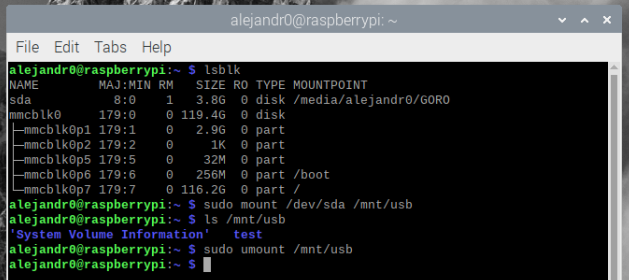 alejandr0@raspberrypi: ~
File Edit Tabs Help
alejandr0@raspberrypi:~ $ lsblk
NAME        MAJ:MIN RM   SIZE RO TYPE MOUNTPOINT
sda           8:0    1   3.8G  0 disk /media/alejandr0/GORO
mmcblk0     179:0    0 119.4G  0 disk
├─mmcblk0p1 179:1    0   2.9G  0 part
├─mmcblk0p2 179:2    0     1K  0 part
├─mmcblk0p5 179:5    0    32M  0 part
├─mmcblk0p6 179:6    0   256M  0 part /boot
└─mmcblk0p7 179:7    0 116.2G  0 part /
alejandr0@raspberrypi:~ $ sudo mount /dev/sda /mnt/usb
alejandr0@raspberrypi:~ $ ls /mnt/usb
'System Volume Information'   test
alejandr0@raspberrypi:~ $ sudo umount /mnt/usb
alejandr0@raspberrypi:~ $